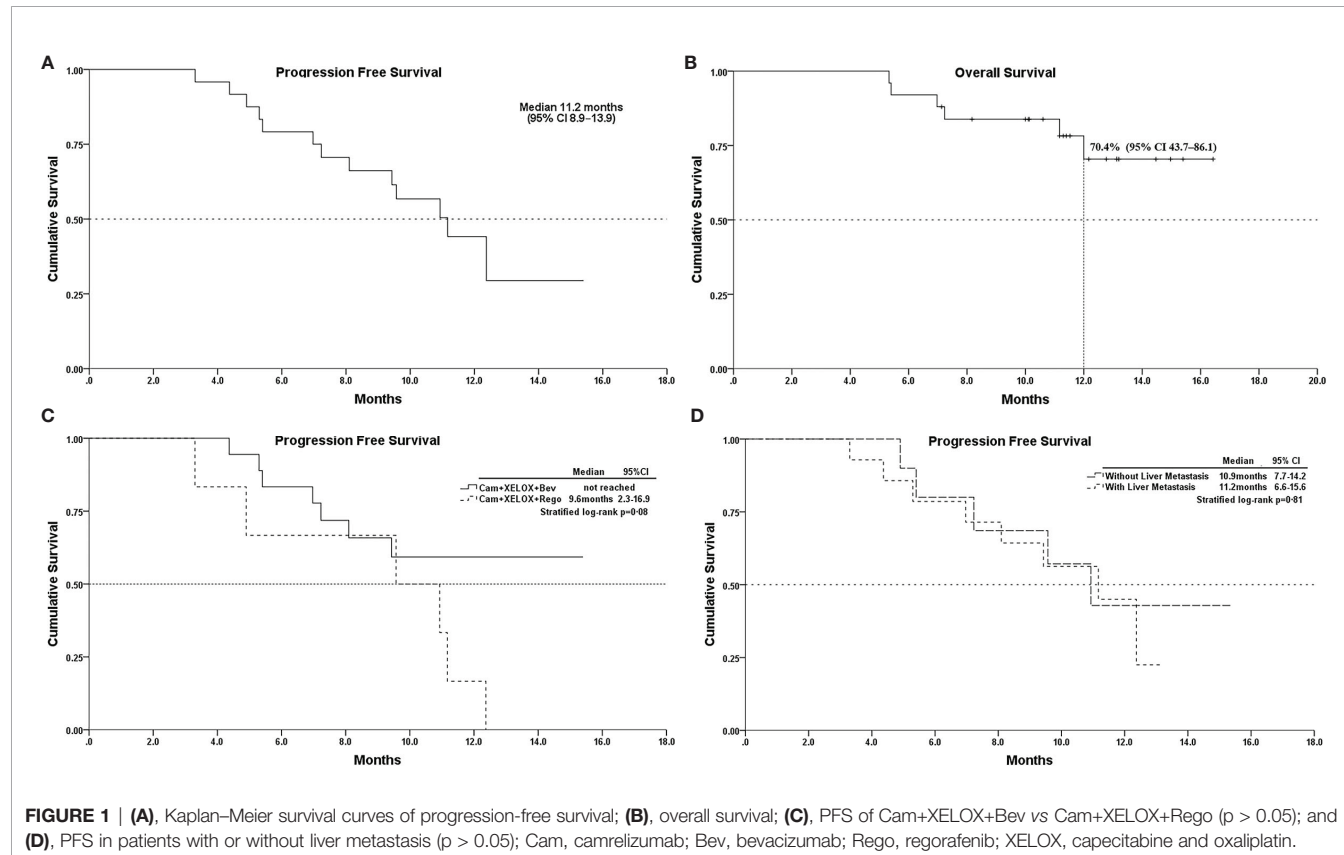 A
Progression Free Survival
Median 11.2 months
(95% CI 8.9–13.9)
Cumulative Survival
1.00
0.75
0.50
0.25
0.00
.0 2.0 4.0 6.0 8.0 10.0 12.0 14.0 16.0 18.0
Months
B
Overall Survival
70.4% (95% CI 43.7–86.1)
Cumulative Survival
1.00
0.75
0.50
0.25
0.00
.0 2.0 4.0 6.0 8.0 10.0 12.0 14.0 16.0 18.0 20.0
Months
C
Progression Free Survival
Median 95%CI
Cam+XELOX+Bev not reached
Cam+XELOX+Rego 9.6months 2.3-16.9
Stratified log-rank p=0·08
Cumulative Survival
1.00
0.75
0.50
0.25
0.00
.0 2.0 4.0 6.0 8.0 10.0 12.0 14.0 16.0 18.0
Months
D
Progression Free Survival
Median 95% CI
Without Liver Metastasis 10.9months 7.7-14.2
With Liver Metastasis 11.2months 6.6-15.6
Stratified log-rank p=0·81
Cumulative Survival
1.00
0.75
0.50
0.25
0.00
.0 2.0 4.0 6.0 8.0 10.0 12.0 14.0 16.0 18.0
Months
FIGURE 1 | (A), Kaplan–Meier survival curves of progression-free survival; (B), overall survival; (C), PFS of Cam+XELOX+Bev vs Cam+XELOX+Rego (p > 0.05); and
(D), PFS in patients with or without liver metastasis (p > 0.05); Cam, camrelizumab; Bev, bevacizumab; Rego, regorafenib; XELOX, capecitabine and oxaliplatin.